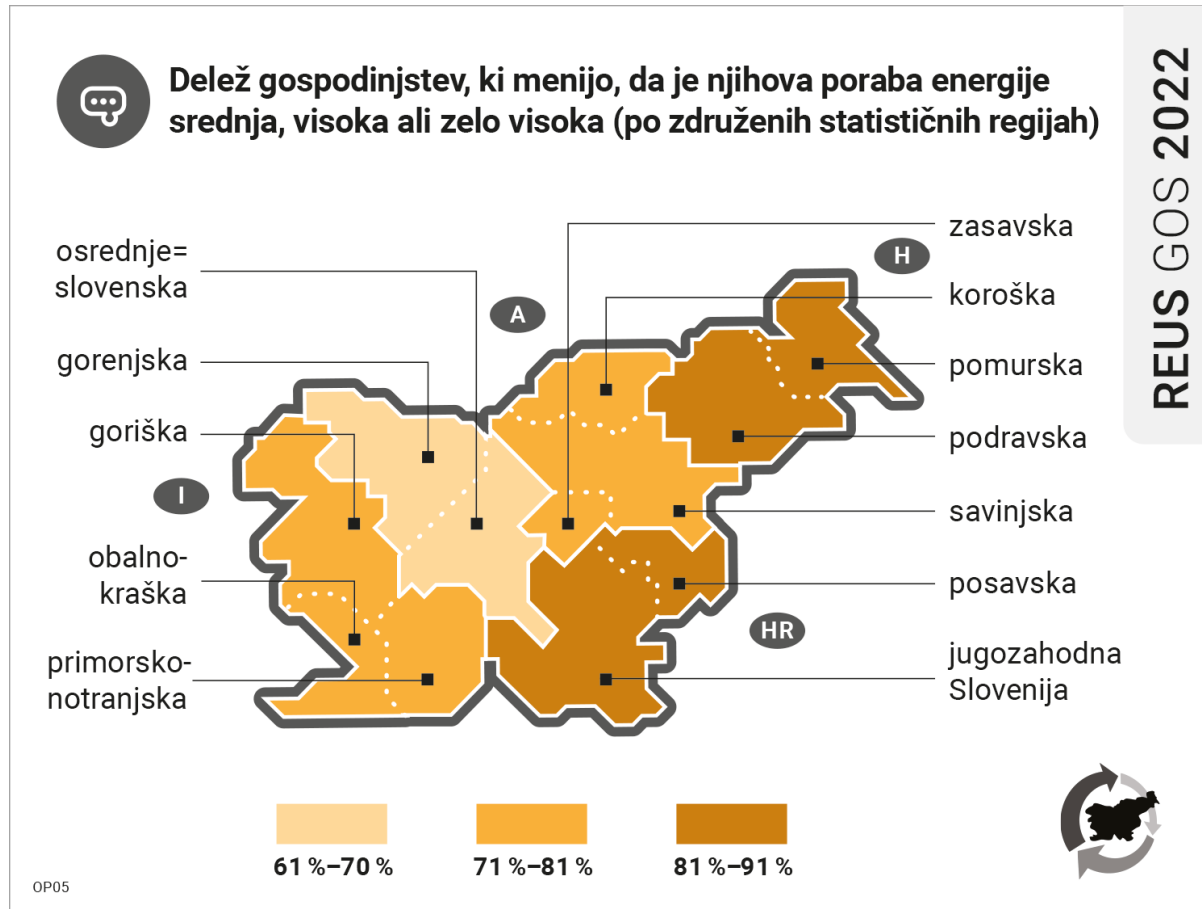 Delež gospodinjstev, ki menijo, da je njihova poraba energije
srednja, visoka ali zelo visoka (po združenih statističnih regijah)
REUS GOS 2022
osrednje=
slovenska
gorenjska
goriška
obalno-
kraška
primorsko-
notranjska
A
I
H
HR
zasavska
koroška
pomurska
podravska
savinjska
posavska
jugozahodna
Slovenija
61 %–70 %
71 %–81 %
81 %–91 %
OP05